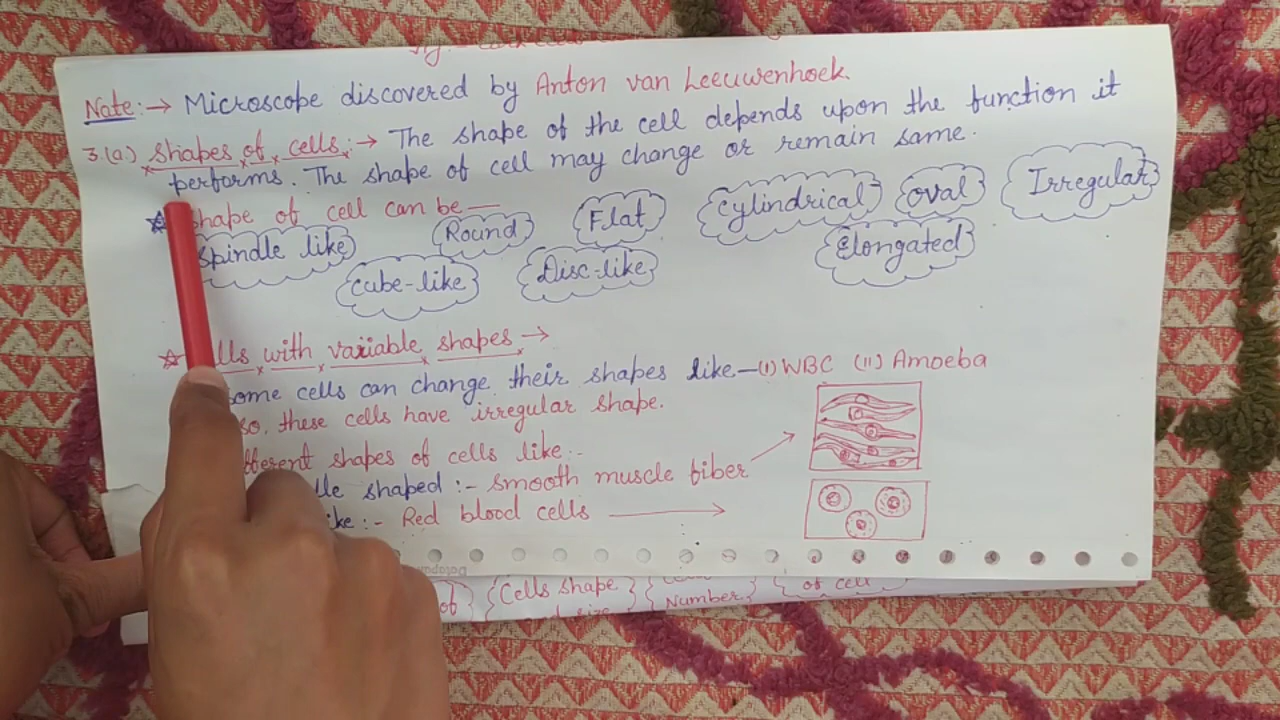 Note:→ Microscope discovered by Anton van Leeuwenhoek.
3.(a) Shapes of cells:→ The shape of the cell depends upon the function it
performs. The shape of cell may change or remain same.
shape of cell can be—
Spindle like Round Flat Cylindrical oval Irregular
Cube-like Disc-like Elongated
with variable shapes →
some cells can change their shapes like—(I) WBC (II) Amoeba
so, these cells have irregular shape.
shapes of cells like:-
shaped :- smooth muscle fiber
:- Red blood cells
of Cells shape
Number of cell